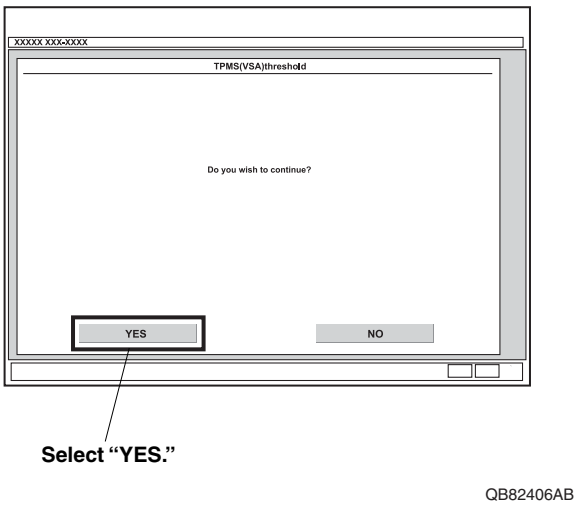 XXXXX XXX-XXXX
TPMS(VSA)threshold
Do you wish to continue?
YES
NO
Select “YES.”
QB82406AB